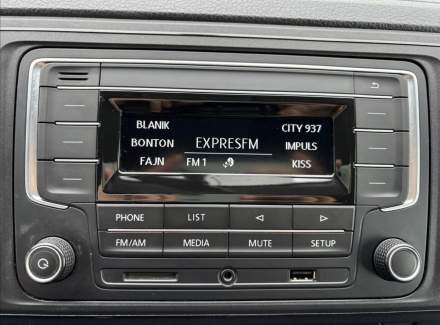 BLANIK CITY 937
BONTON EXPRESFM IMPULS
FAJN FM 1 KISS
PHONE LIST
FM/AM MEDIA MUTE SETUP